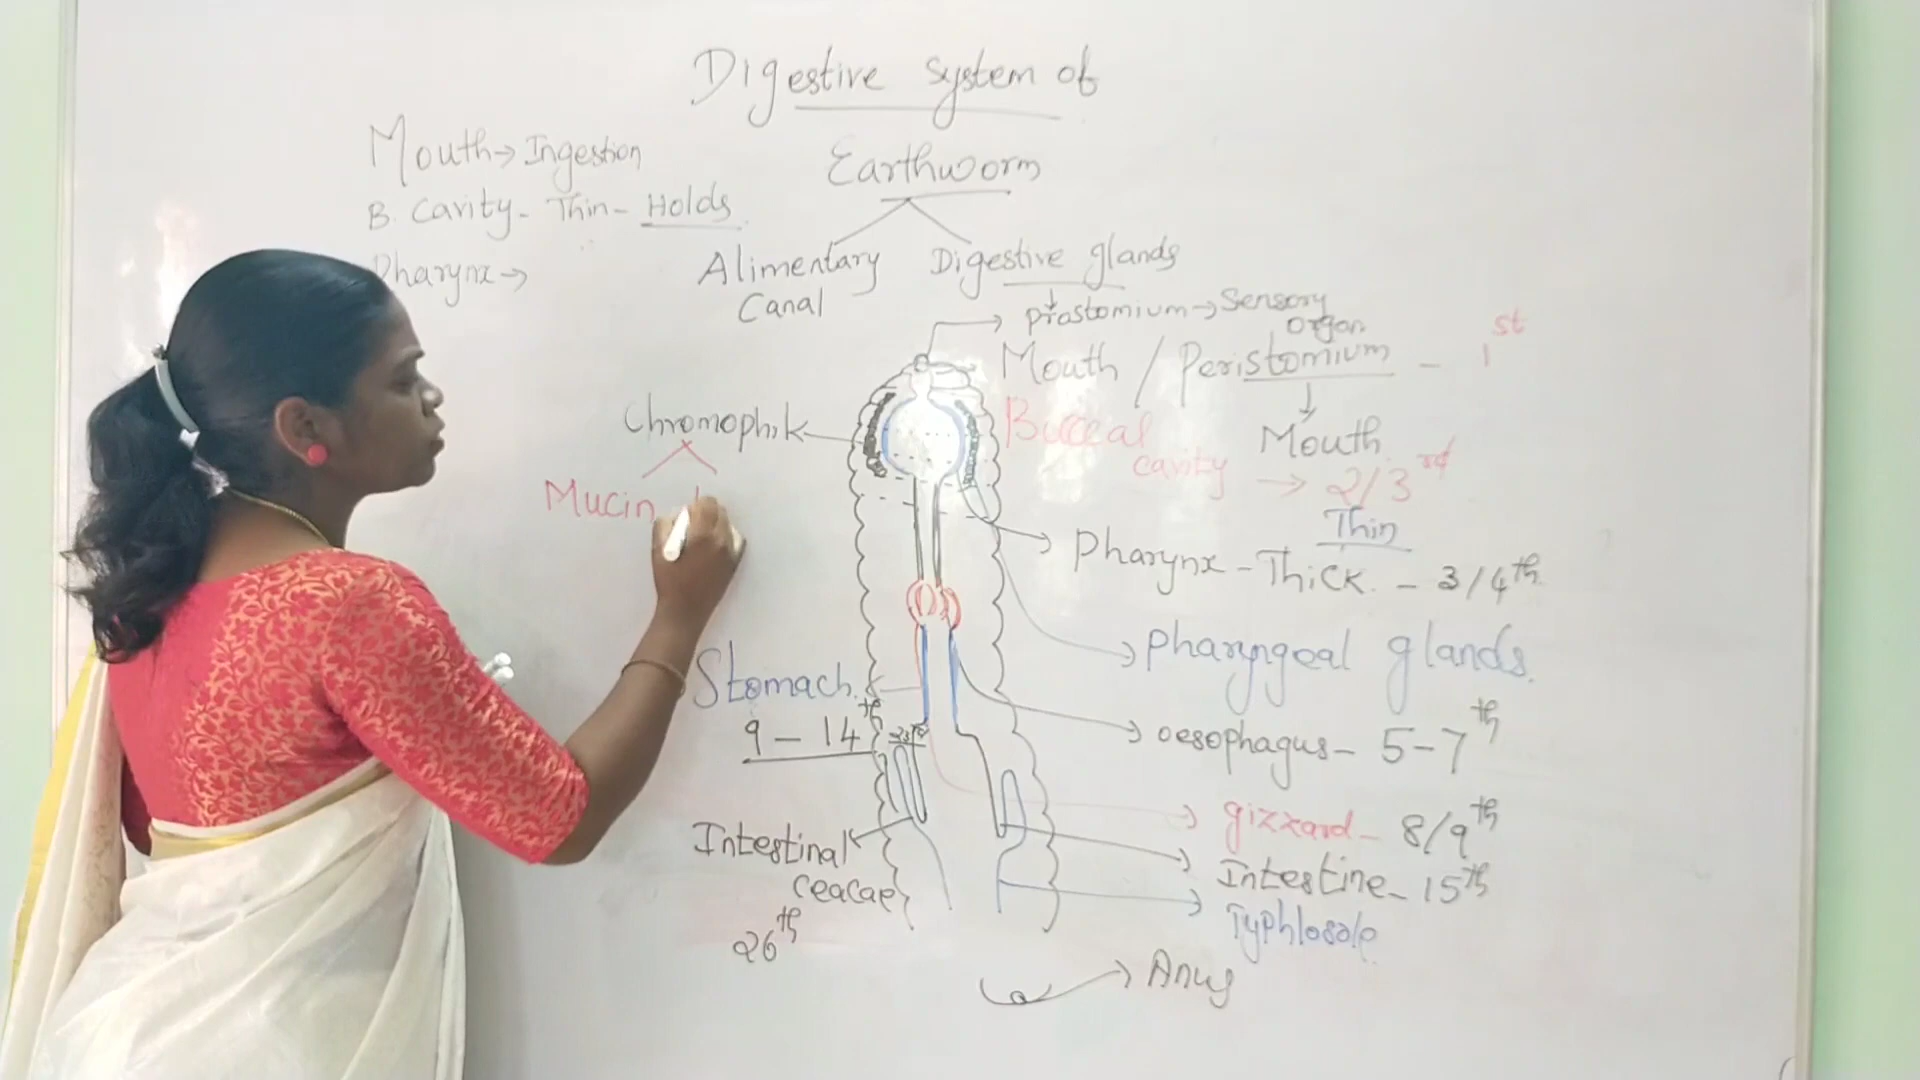 Digestive system of
Earthworm
Mouth → Ingestion
B. Cavity - Thin - Holds
Pharynx →
Alimentary
Canal
Digestive glands
prostomium → Sensory
organ
Mouth / Peristomium - 1st
Mouth
Buccal
cavity → 2/3rd
Thin
Chromophik
Mucin
Pharynx - Thick. - 3/4th
Pharyngeal glands.
Stomach.
9 - 14th
oesophagus - 5-7th
gizzard - 8/9th
Intestinal
Ceacae
26th
Intestine - 15th
Typhlosole
Anus